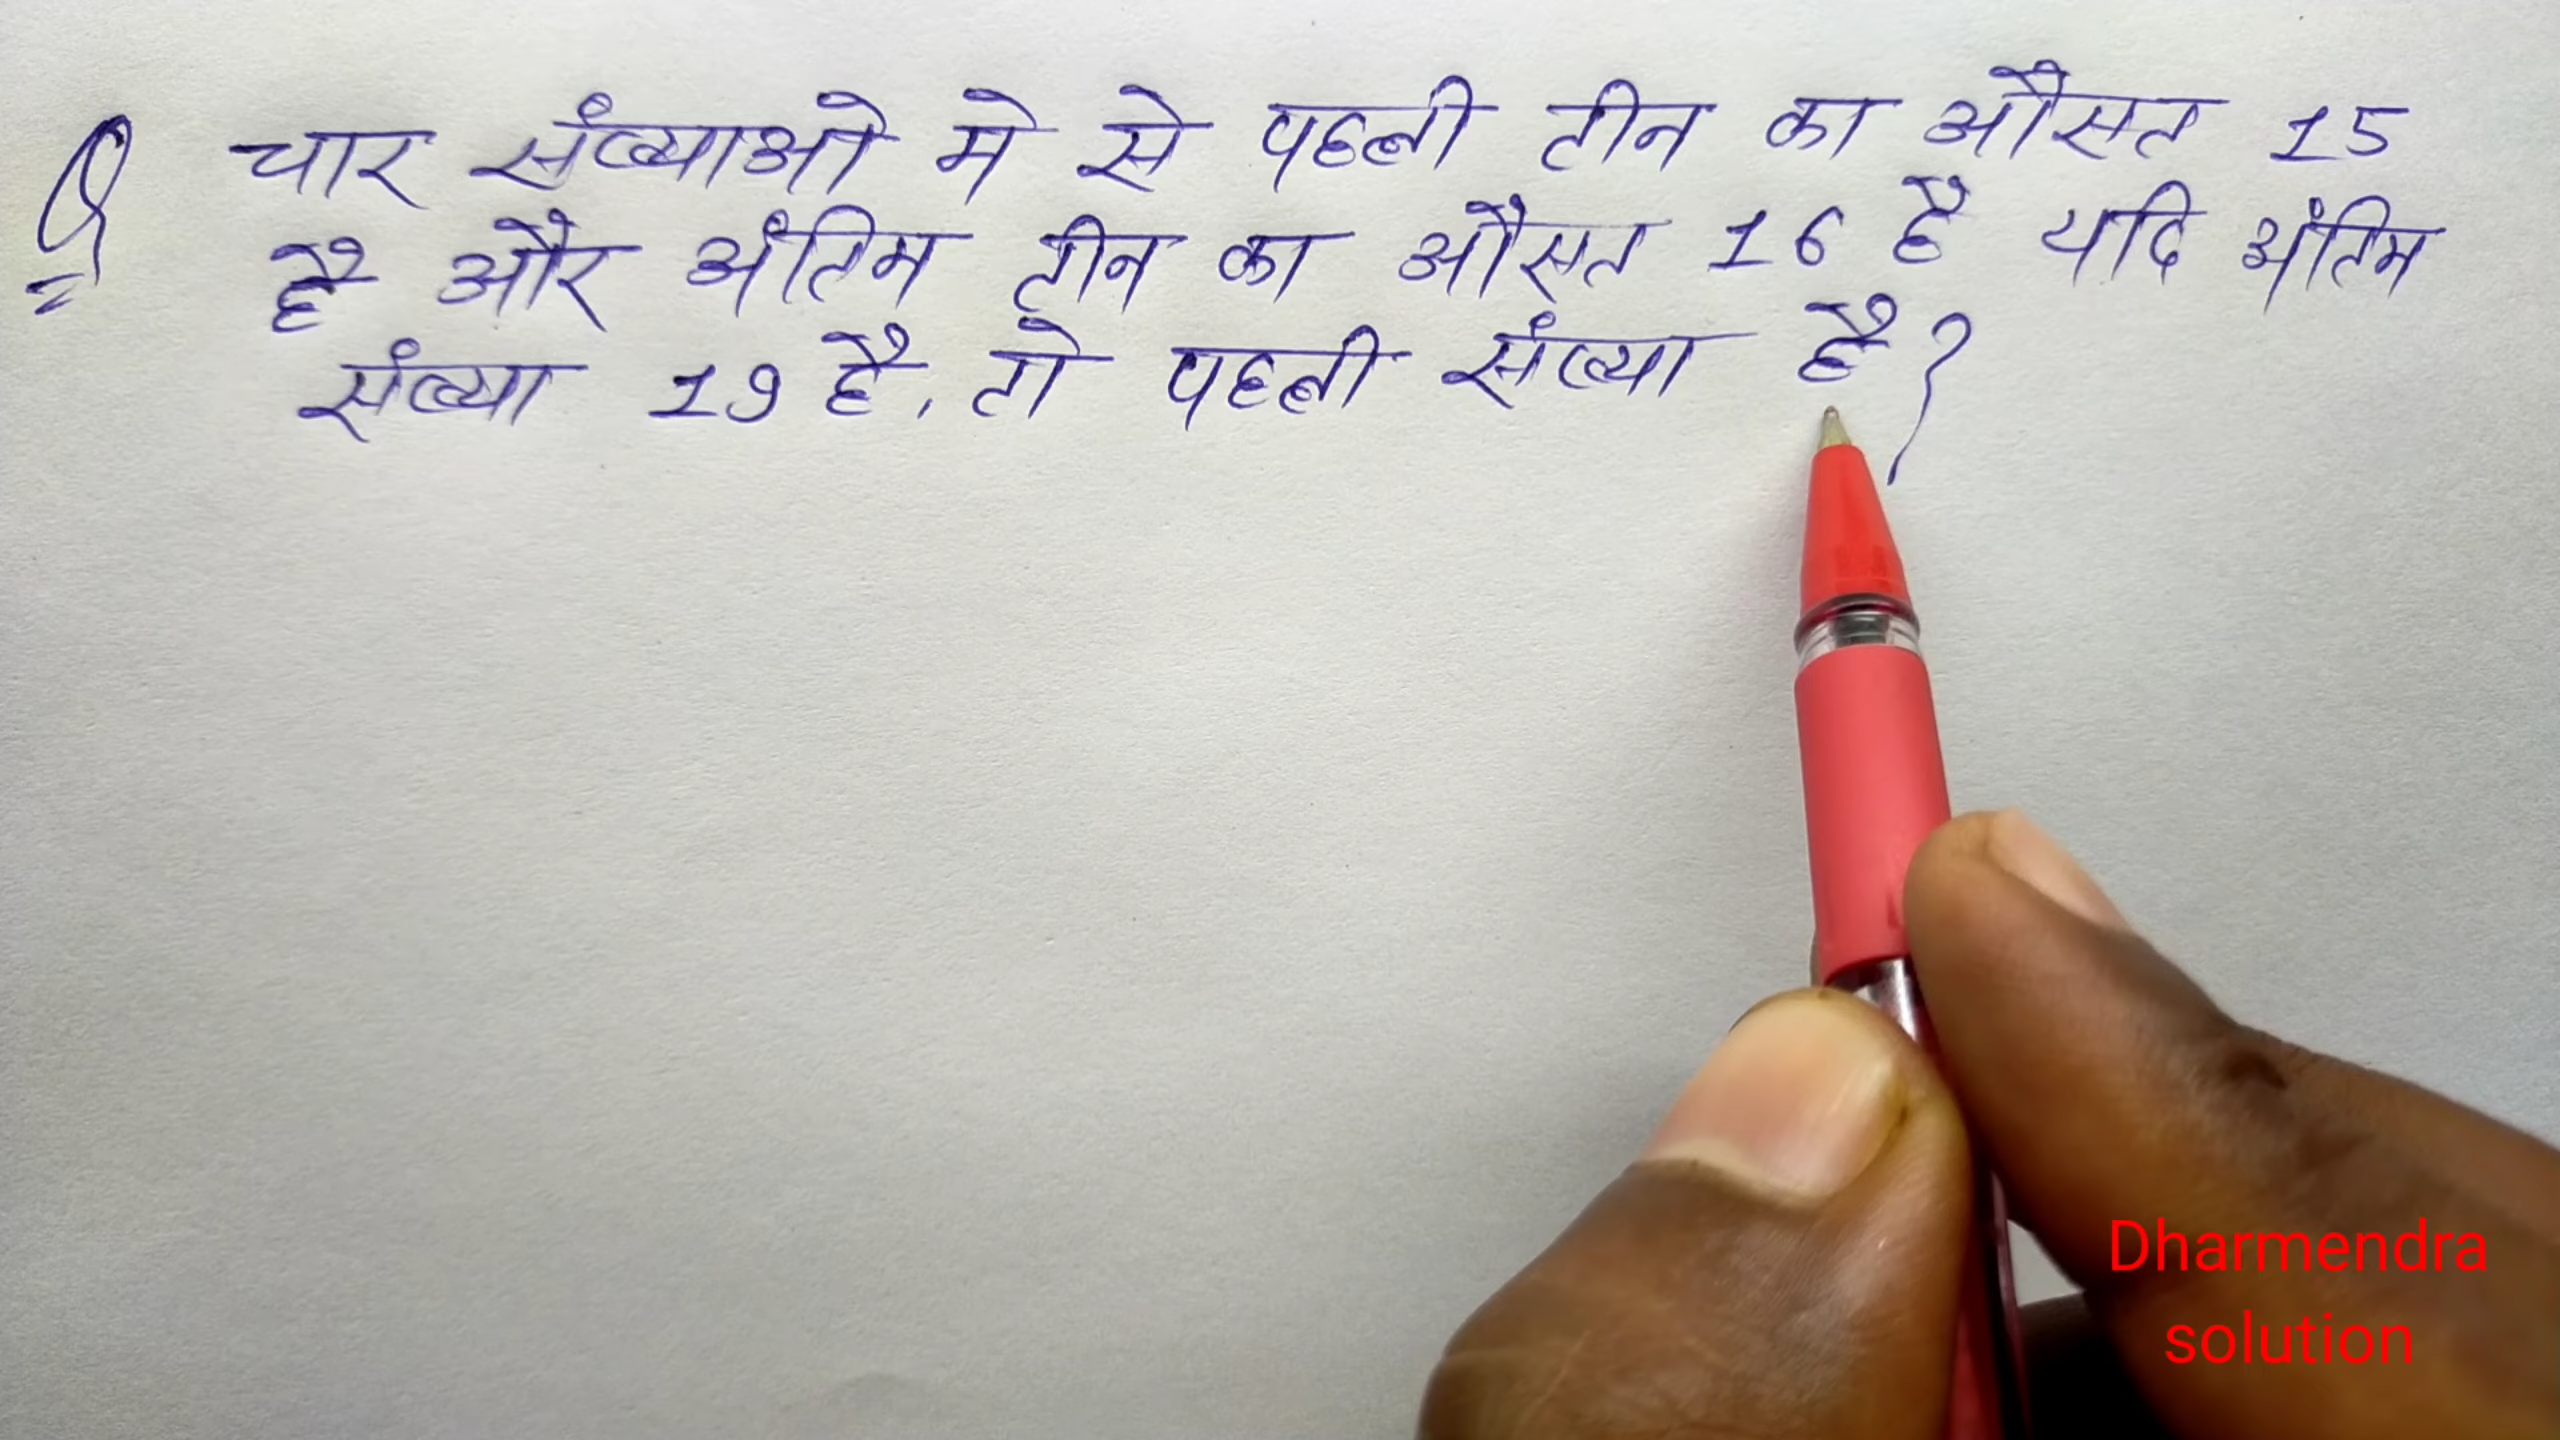 Q चार संख्याओ मे से पहली तीन का औसत 15
है और अंतिम तीन का औसत 16 है यदि अंतिम
संख्या 19 है, तो पहली संख्या है?
Dharmendra
solution